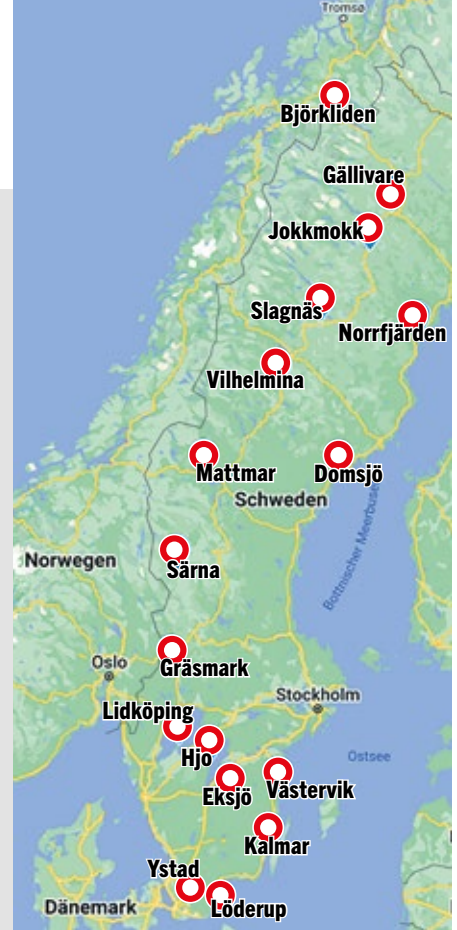 Tromsø
Björkliden
Gällivare
Jokkmokk
Slagnäs
Norrfjärden
Vilhelmina
Mattmar
Domsjö
Schweden
Bottnischer Meerbusen
Norwegen
Särna
Oslo
Gräsmark
Stockholm
Lidköping
Hjo
Ostsee
Eksjö
Västervik
Kalmar
Ystad
Dänemark
Löderup